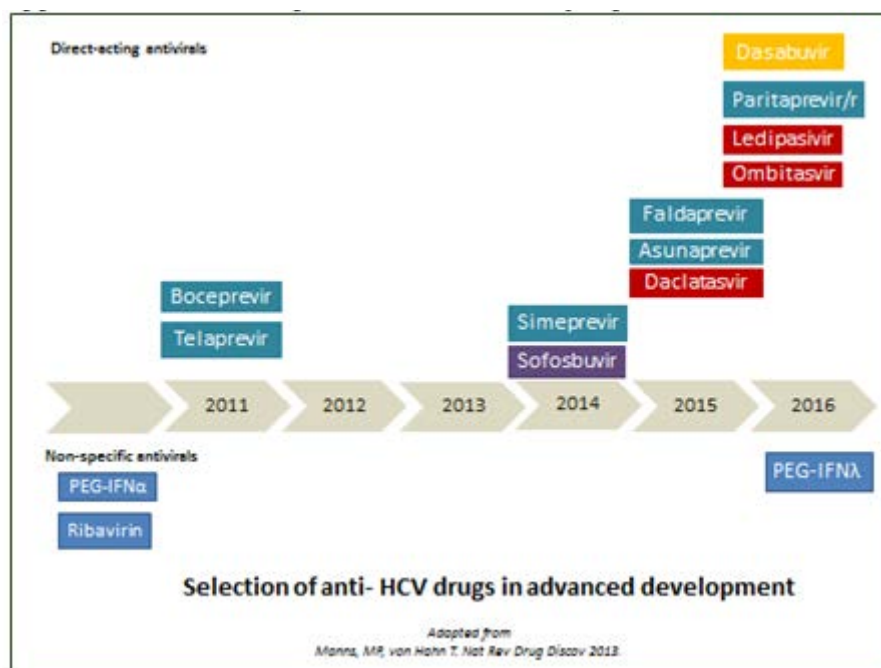 Direct-acting antivirals
Dasabuvir
Paritaprevir/r
Ledipasivir
Ombitasvir
Faldaprevir
Asunaprevir
Daclatasvir
Boceprevir
Telaprevir
Simeprevir
Sofosbuvir
2011 2012 2013 2014 2015 2016
Non-specific antivirals
PEG-IFNα
Ribavirin
PEG-IFNλ
Selection of anti- HCV drugs in advanced development
Adapted from
Manns, MP, von Hahn T. Nat Rev Drug Discov 2013.